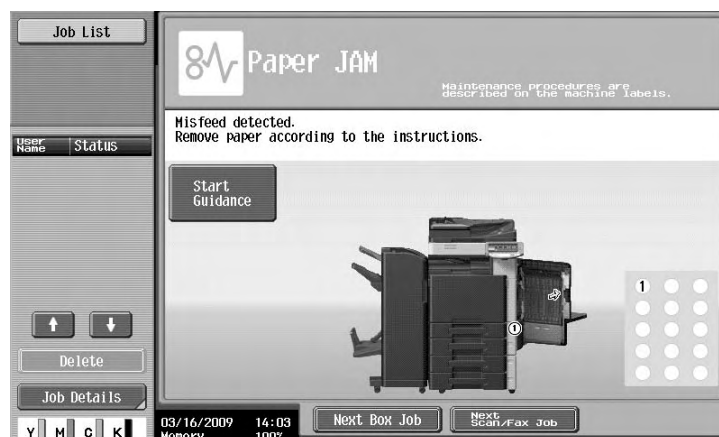 Job List
User Name
Status
Delete
Job Details
Y M C K
Paper JAM
Maintenance procedures are
described on the machine labels.
Misfeed detected.
Remove paper according to the instructions.
Start
Guidance
1
1
03/16/2009 14:03
Memory 100%
Next Box Job
Next
Scan/Fax Job